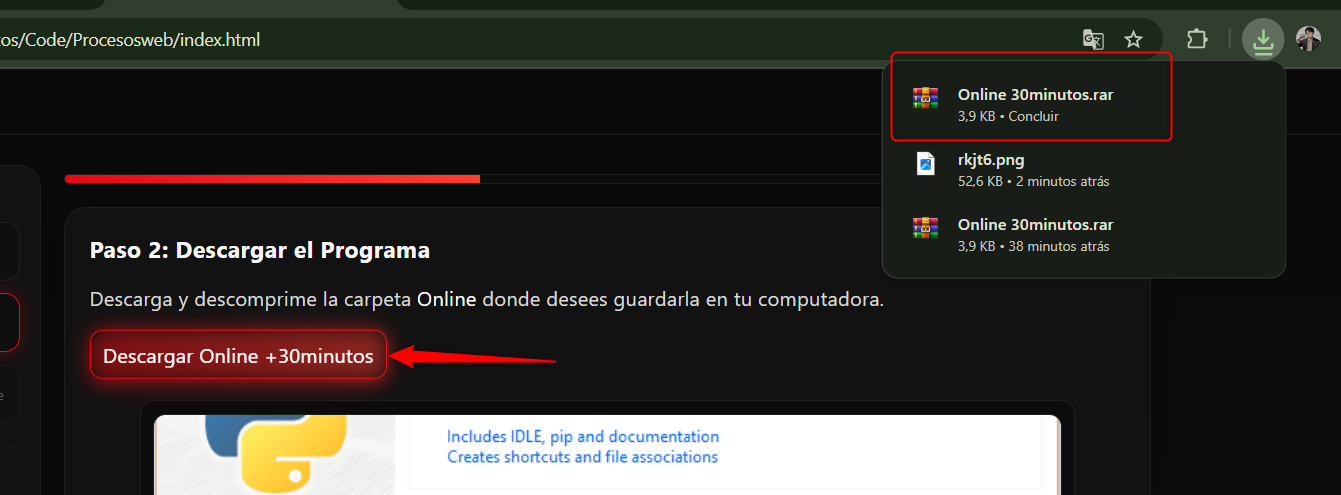 os/Code/Procesosweb/index.html
Online 30minutos.rar
3,9 KB • Concluir
rkjt6.png
52,6 KB • 2 minutos atrás
Online 30minutos.rar
3,9 KB • 38 minutos atrás
Paso 2: Descargar el Programa
Descarga y descomprime la carpeta Online donde desees guardarla en tu computadora.
Descargar Online +30minutos
e
Includes IDLE, pip and documentation
Creates shortcuts and file associations